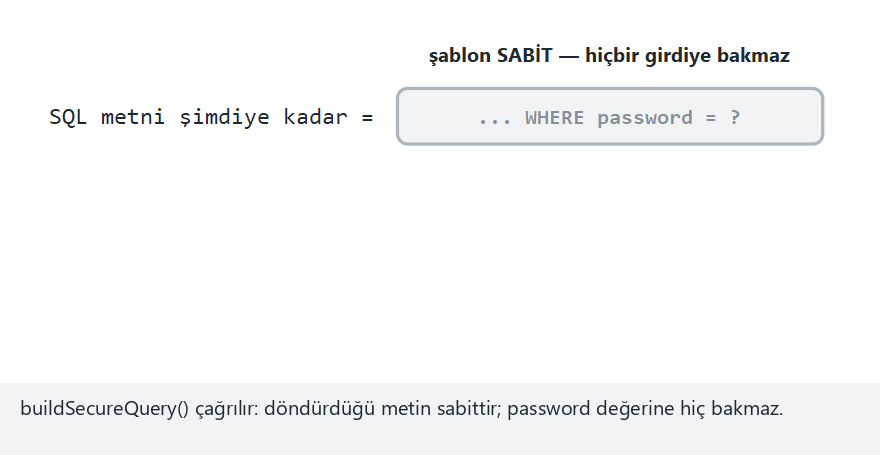 şablon SABİT — hiçbir girdiye bakmaz
SQL metni şimdiye kadar = ... WHERE password = ?
buildSecureQuery() çağrılır: döndürdüğü metin sabittir; password değerine hiç bakmaz.